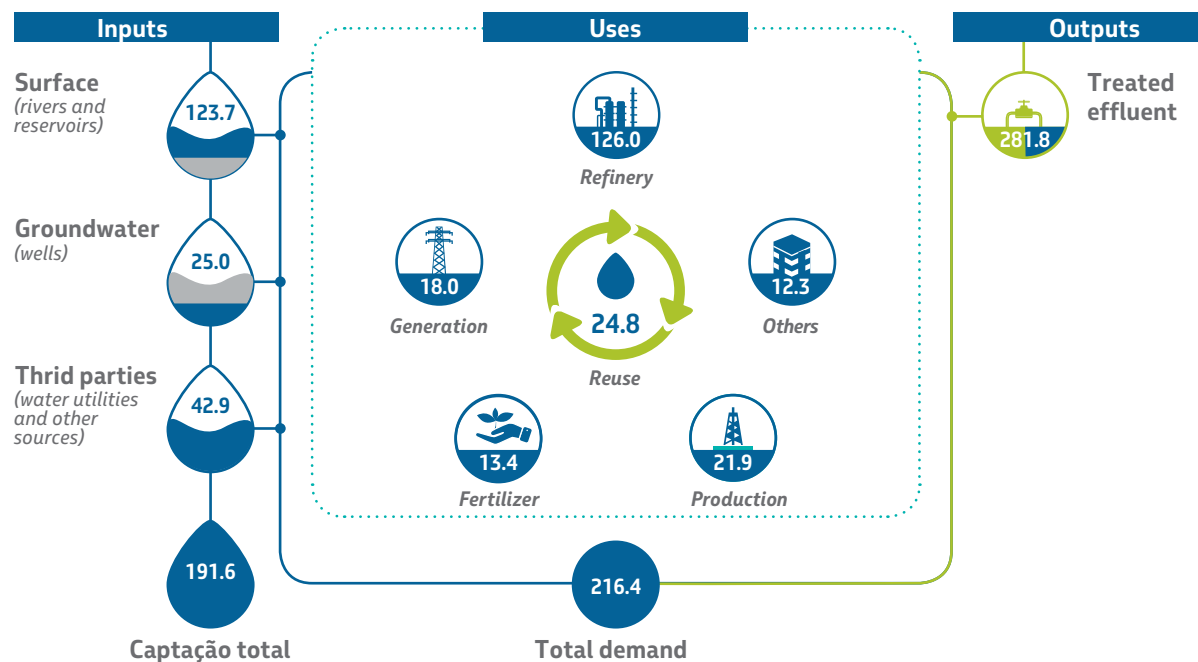 Inputs
Uses
Outputs
Surface
(rivers and
reservoirs)
123.7
Groundwater
(wells)
25.0
Thrid parties
(water utilities
and other
sources)
42.9
191.6
Captação total
126.0
Refinery
18.0
Generation
24.8
Reuse
12.3
Others
13.4
Fertilizer
21.9
Production
216.4
Total demand
281.8
Treated
effluent